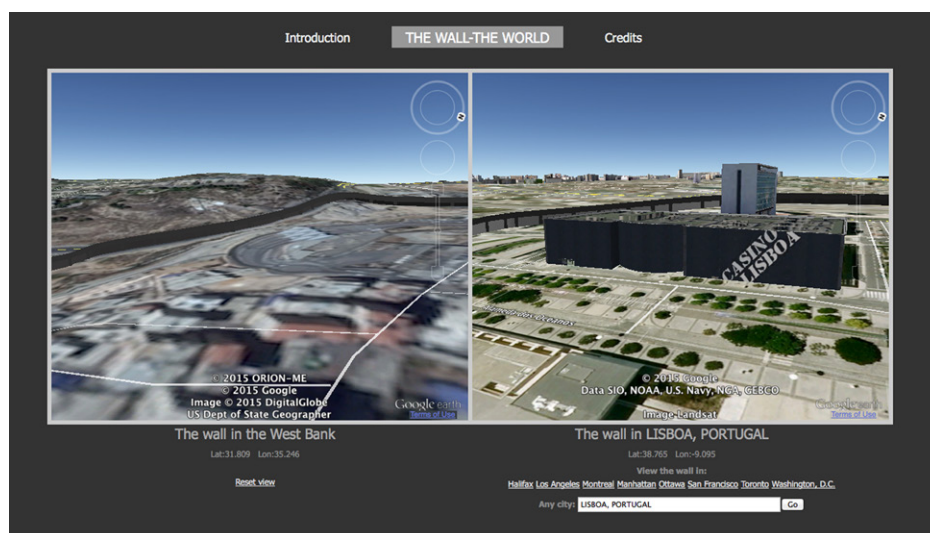 Introduction THE WALL-THE WORLD Credits
N
© 2015 ORION-ME
© 2015 Google
Image © 2015 DigitalGlobe
US Dept of State Geographer
Google earth
Terms of Use
N
CASINO
LISBOA
© 2015 Google
Data SIO, NOAA, U.S. Navy, NGA, GEBCO
Image Landsat
Google earth
Terms of Use
The wall in the West Bank
Lat:31.809 Lon:35.246
Reset view
The wall in LISBOA, PORTUGAL
Lat:38.765 Lon:-9.095
View the wall in:
Halifax Los Angeles Montreal Manhattan Ottawa San Francisco Toronto Washington, D.C.
Any city: LISBOA, PORTUGAL Go